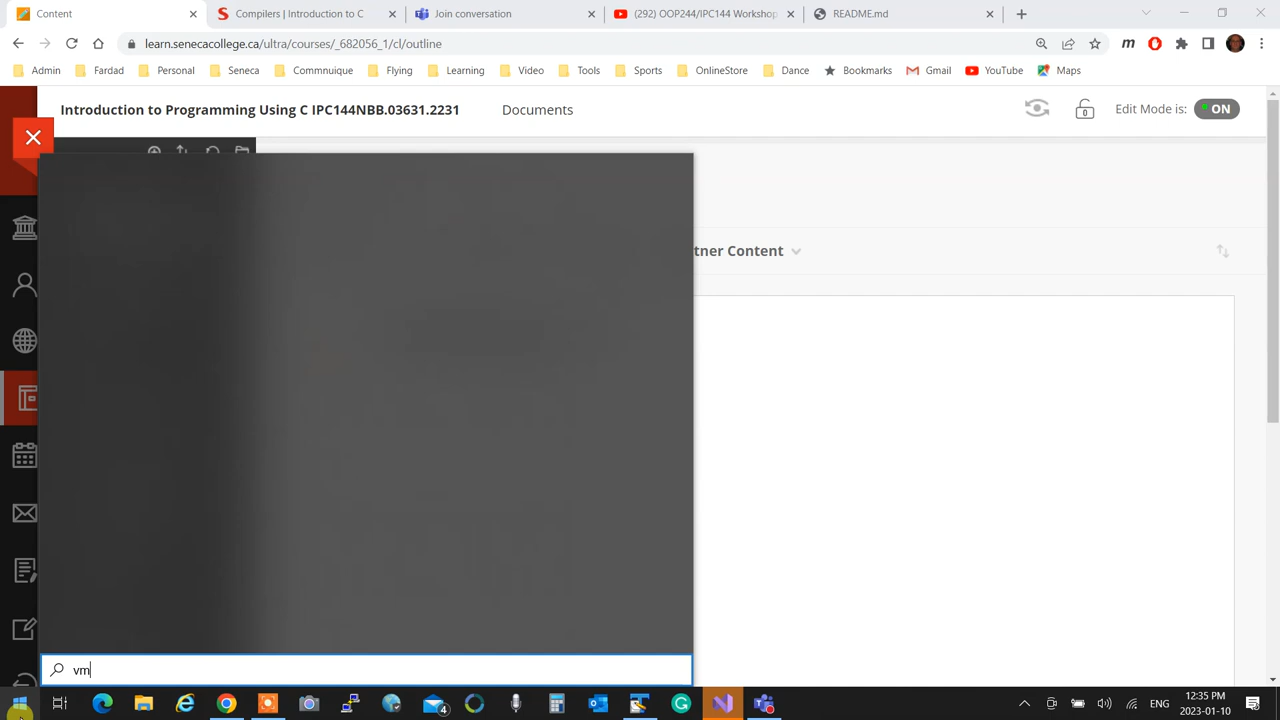 Content
Compilers | Introduction to C
Join conversation
(292) OOP244/IPC144 Workshop
README.md
learn.senecacollege.ca/ultra/courses/_682056_1/cl/outline
Admin
Fardad
Personal
Seneca
Commnuique
Flying
Learning
Video
Tools
Sports
OnlineStore
Dance
Bookmarks
Gmail
YouTube
Maps
Introduction to Programming Using C IPC144NBB.03631.2231
Documents
Edit Mode is:
ON
tner Content
vm
4
ENG
12:35 PM
2023-01-10